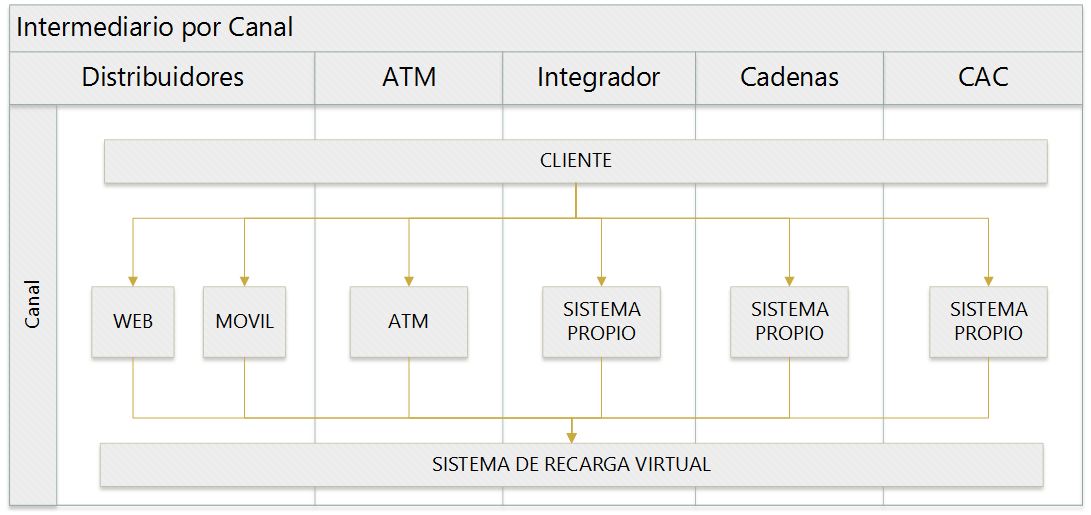 Intermediario por Canal
Distribuidores
ATM
Integrador
Cadenas
CAC
Canal
CLIENTE
WEB
MOVIL
ATM
SISTEMA
PROPIO
SISTEMA
PROPIO
SISTEMA
PROPIO
SISTEMA DE RECARGA VIRTUAL